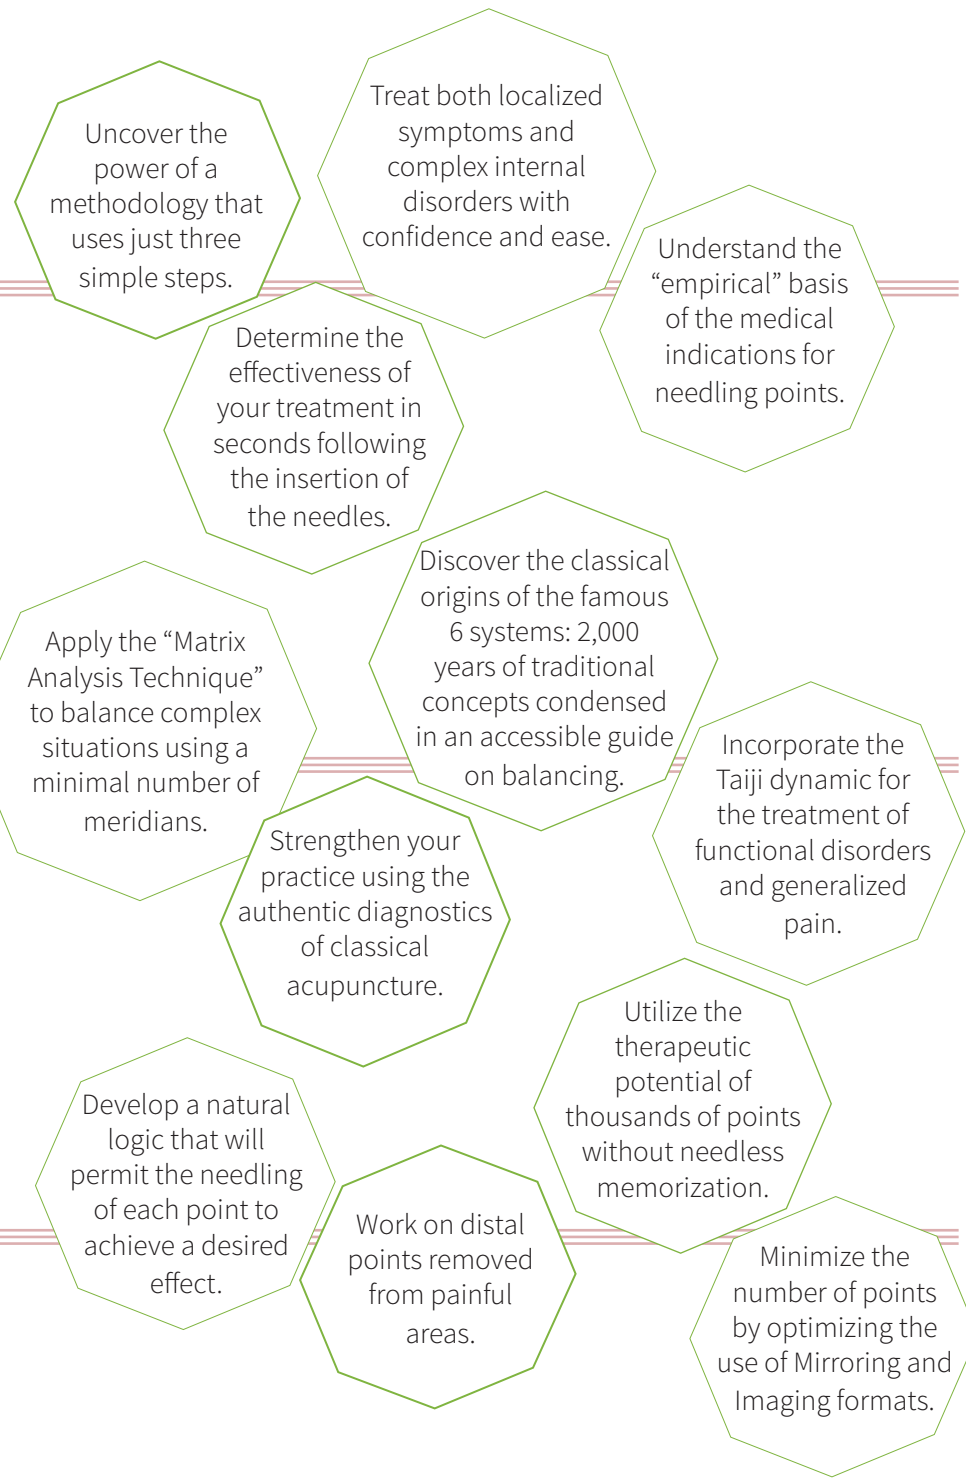 Uncover the
power of a
methodology that
uses just three
simple steps.
Treat both localized
symptoms and
complex internal
disorders with
confidence and ease.
Understand the
“empirical” basis
of the medical
indications for
needling points.
Determine the
effectiveness of
your treatment in
seconds following
the insertion of
the needles.
Discover the classical
origins of the famous
6 systems: 2,000
years of traditional
concepts condensed
in an accessible guide
on balancing.
Apply the “Matrix
Analysis Technique”
to balance complex
situations using a
minimal number of
meridians.
Incorporate the
Taiji dynamic for
the treatment of
functional disorders
and generalized
pain.
Strengthen your
practice using the
authentic diagnostics
of classical
acupuncture.
Utilize the
therapeutic
potential of
thousands of points
without needless
memorization.
Develop a natural
logic that will
permit the needling
of each point to
achieve a desired
effect.
Work on distal
points removed
from painful
areas.
Minimize the
number of points
by optimizing the
use of Mirroring and
Imaging formats.